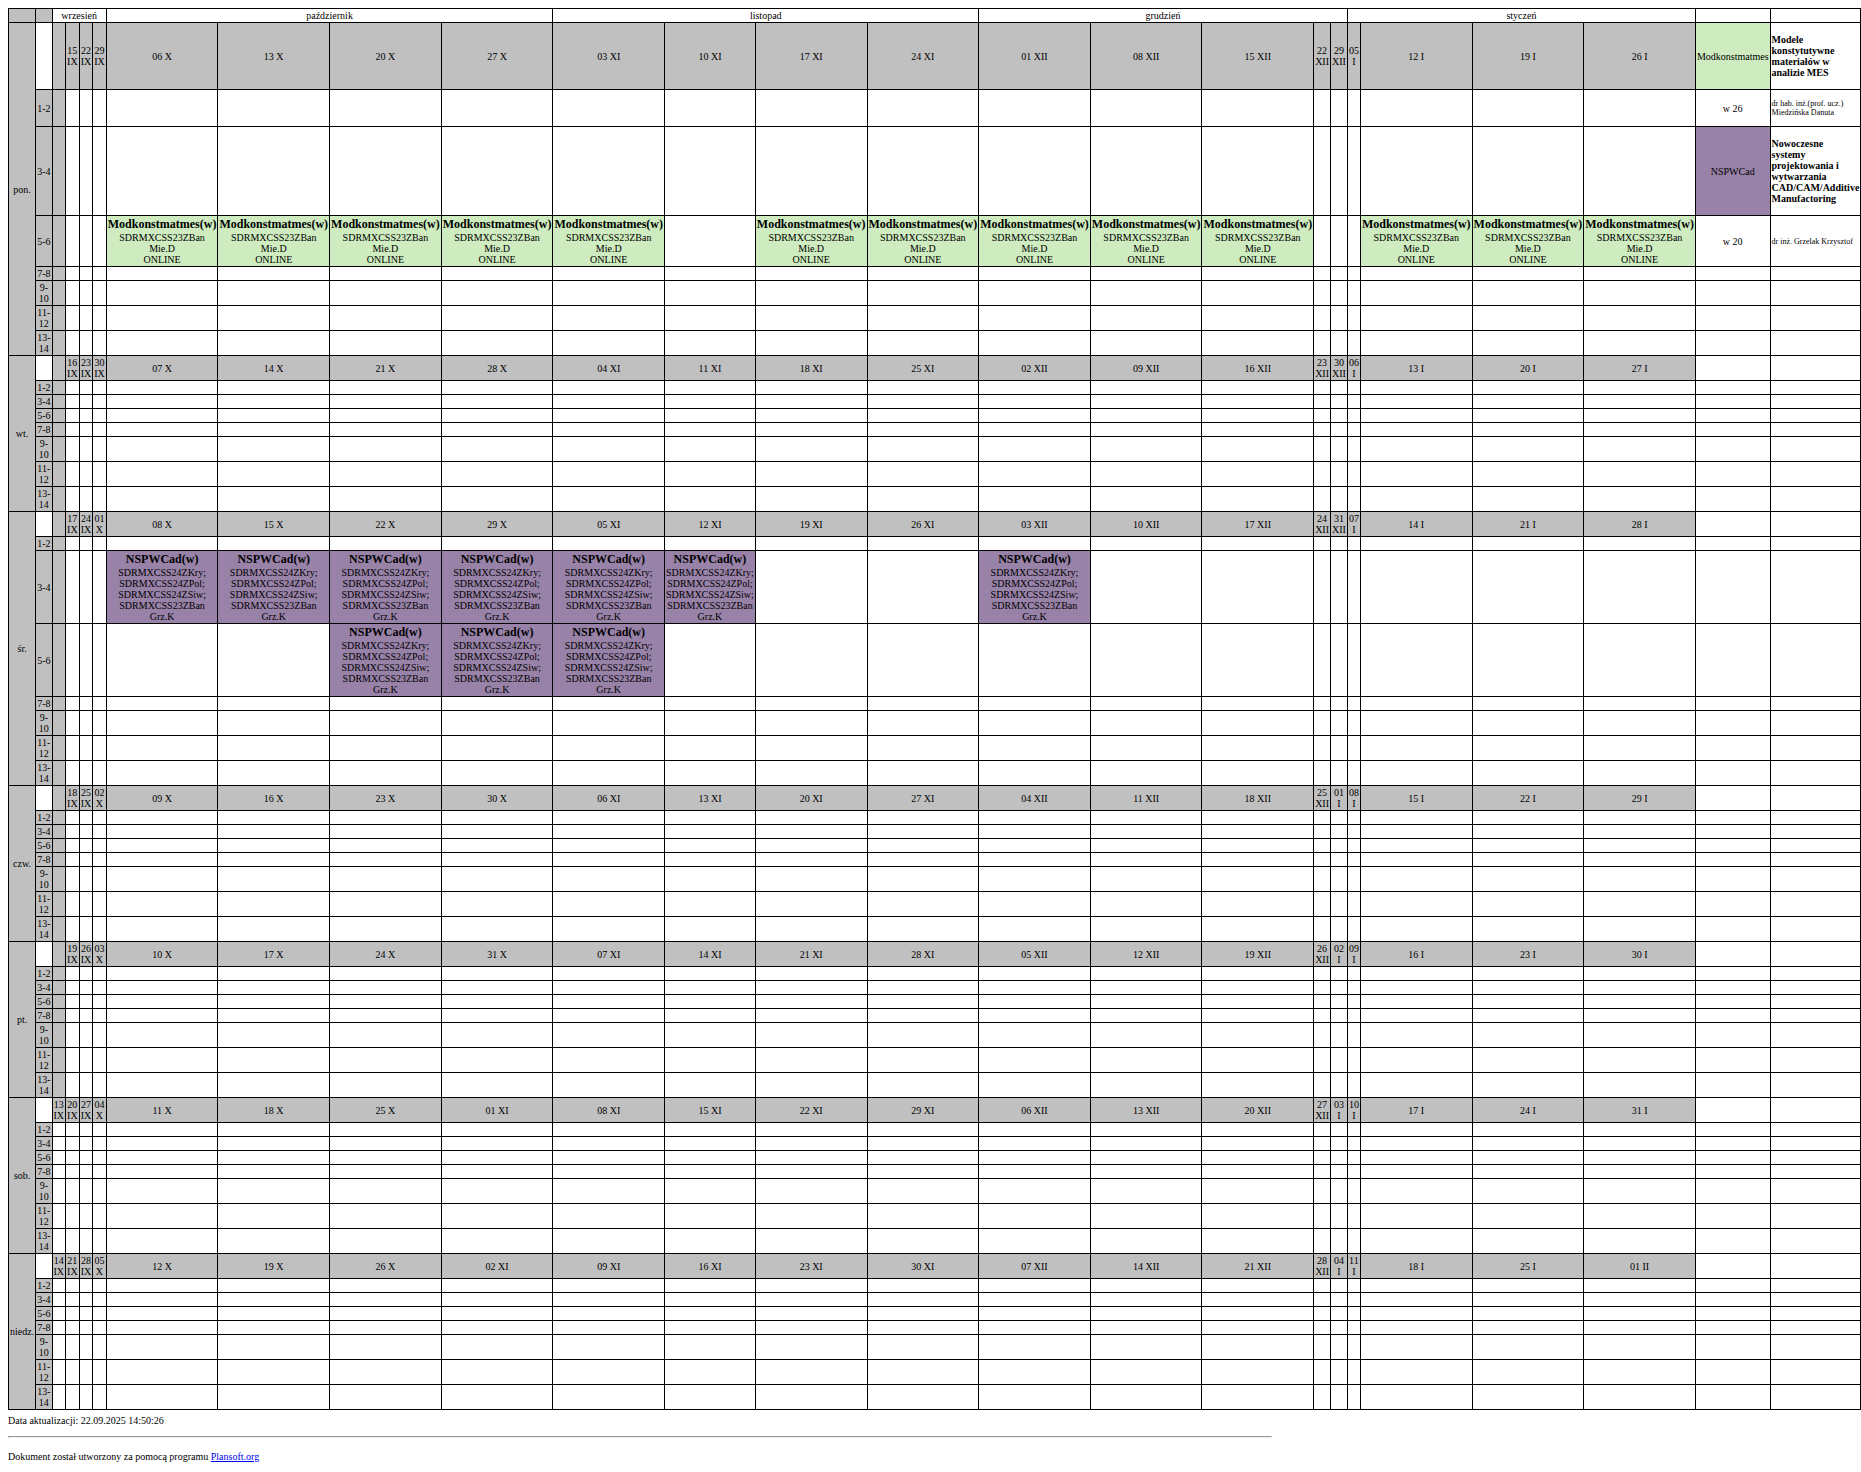 wrzesień październik listopad grudzień styczeń
pon. 15 IX 22 IX 29 IX 06 X 13 X 20 X 27 X 03 XI 10 XI 17 XI 24 XI 01 XII 08 XII 15 XII 22 XII 29 XII 05 I 12 I 19 I 26 I Modkonstmatmes Modele konstytutywne materiałów w analizie MES
1-2 w 26 dr hab. inż.(prof. ucz.) Miedzińska Danuta
3-4 NSPWCad Nowoczesne systemy projektowania i wytwarzania CAD/CAM/Additive Manufactoring
5-6 w 20 dr inż. Grzelak Krzysztof
Modkonstmatmes(w) Modkonstmatmes(w) Modkonstmatmes(w) Modkonstmatmes(w) Modkonstmatmes(w) Modkonstmatmes(w) Modkonstmatmes(w) Modkonstmatmes(w) Modkonstmatmes(w) Modkonstmatmes(w) Modkonstmatmes(w) Modkonstmatmes(w) Modkonstmatmes(w)
SDRMXCSS23ZBan SDRMXCSS23ZBan SDRMXCSS23ZBan SDRMXCSS23ZBan SDRMXCSS23ZBan SDRMXCSS23ZBan SDRMXCSS23ZBan SDRMXCSS23ZBan SDRMXCSS23ZBan SDRMXCSS23ZBan SDRMXCSS23ZBan SDRMXCSS23ZBan SDRMXCSS23ZBan
Mie.D Mie.D Mie.D Mie.D Mie.D Mie.D Mie.D Mie.D Mie.D Mie.D Mie.D Mie.D Mie.D
ONLINE ONLINE ONLINE ONLINE ONLINE ONLINE ONLINE ONLINE ONLINE ONLINE ONLINE ONLINE ONLINE
7-8
9-10
11-12
13-14
wt. 16 IX 23 IX 30 IX 07 X 14 X 21 X 28 X 04 XI 11 XI 18 XI 25 XI 02 XII 09 XII 16 XII 23 XII 30 XII 06 I 13 I 20 I 27 I
1-2
3-4
5-6
7-8
9-10
11-12
13-14
śr. 17 IX 24 IX 01 X 08 X 15 X 22 X 29 X 05 XI 12 XI 19 XI 26 XI 03 XII 10 XII 17 XII 24 XII 31 XII 07 I 14 I 21 I 28 I
1-2
3-4
NSPWCad(w) NSPWCad(w) NSPWCad(w) NSPWCad(w) NSPWCad(w) NSPWCad(w) NSPWCad(w)
SDRMXCSS24ZKry; SDRMXCSS24ZKry; SDRMXCSS24ZKry; SDRMXCSS24ZKry; SDRMXCSS24ZKry; SDRMXCSS24ZKry; SDRMXCSS24ZKry;
SDRMXCSS24ZPol; SDRMXCSS24ZPol; SDRMXCSS24ZPol; SDRMXCSS24ZPol; SDRMXCSS24ZPol; SDRMXCSS24ZPol; SDRMXCSS24ZPol;
SDRMXCSS24ZSiw; SDRMXCSS24ZSiw; SDRMXCSS24ZSiw; SDRMXCSS24ZSiw; SDRMXCSS24ZSiw; SDRMXCSS24ZSiw; SDRMXCSS24ZSiw;
SDRMXCSS23ZBan SDRMXCSS23ZBan SDRMXCSS23ZBan SDRMXCSS23ZBan SDRMXCSS23ZBan SDRMXCSS23ZBan SDRMXCSS23ZBan
Grz.K Grz.K Grz.K Grz.K Grz.K Grz.K Grz.K
5-6
NSPWCad(w) NSPWCad(w) NSPWCad(w)
SDRMXCSS24ZKry; SDRMXCSS24ZKry; SDRMXCSS24ZKry;
SDRMXCSS24ZPol; SDRMXCSS24ZPol; SDRMXCSS24ZPol;
SDRMXCSS24ZSiw; SDRMXCSS24ZSiw; SDRMXCSS24ZSiw;
SDRMXCSS23ZBan SDRMXCSS23ZBan SDRMXCSS23ZBan
Grz.K Grz.K Grz.K
7-8
9-10
11-12
13-14
czw. 18 IX 25 IX 02 X 09 X 16 X 23 X 30 X 06 XI 13 XI 20 XI 27 XI 04 XII 11 XII 18 XII 25 XII 01 I 08 I 15 I 22 I 29 I
1-2
3-4
5-6
7-8
9-10
11-12
13-14
pt. 19 IX 26 IX 03 X 10 X 17 X 24 X 31 X 07 XI 14 XI 21 XI 28 XI 05 XII 12 XII 19 XII 26 XII 02 I 09 I 16 I 23 I 30 I
1-2
3-4
5-6
7-8
9-10
11-12
13-14
sob. 13 IX 20 IX 27 IX 04 X 11 X 18 X 25 X 01 XI 08 XI 15 XI 22 XI 29 XI 06 XII 13 XII 20 XII 27 XII 03 I 10 I 17 I 24 I 31 I
1-2
3-4
5-6
7-8
9-10
11-12
13-14
niedz. 14 IX 21 IX 28 IX 05 X 12 X 19 X 26 X 02 XI 09 XI 16 XI 23 XI 30 XI 07 XII 14 XII 21 XII 28 XII 04 I 11 I 18 I 25 I 01 II
1-2
3-4
5-6
7-8
9-10
11-12
13-14
Data aktualizacji: 22.09.2025 14:50:26
Dokument został utworzony za pomocą programu Plansoft.org